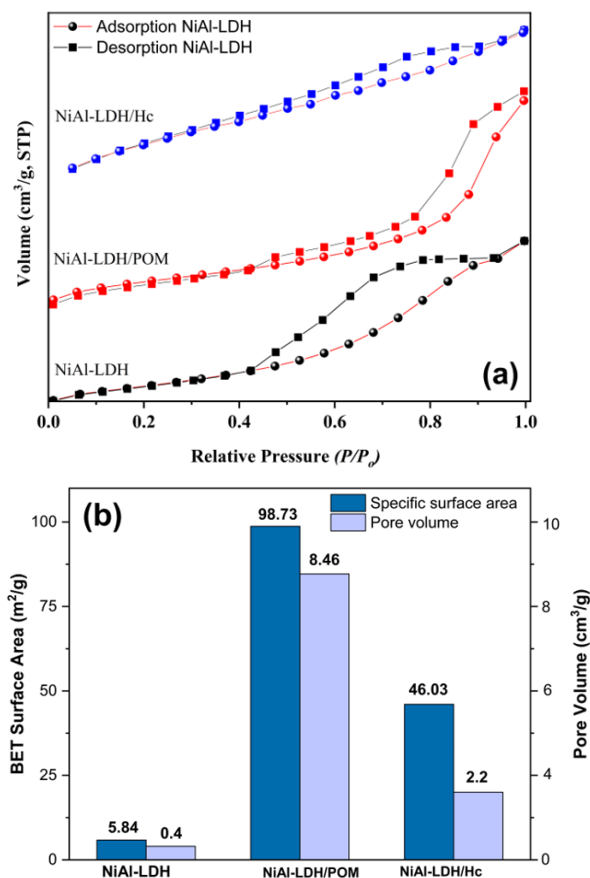 Adsorption NiAl-LDH
Desorption NiAl-LDH
NiAl-LDH/Hc
NiAl-LDH/POM
NiAl-LDH
(a)
Volume (cm³/g, STP)
0.0 0.2 0.4 0.6 0.8 1.0
Relative Pressure (P/Pₒ)
(b)
Specific surface area
Pore volume
98.73
8.46
46.03
2.2
5.84
0.4
100
75
50
25
0
10
8
6
4
2
0
BET Surface Area (m²/g)
Pore Volume (cm³/g)
NiAl-LDH NiAl-LDH/POM NiAl-LDH/Hc